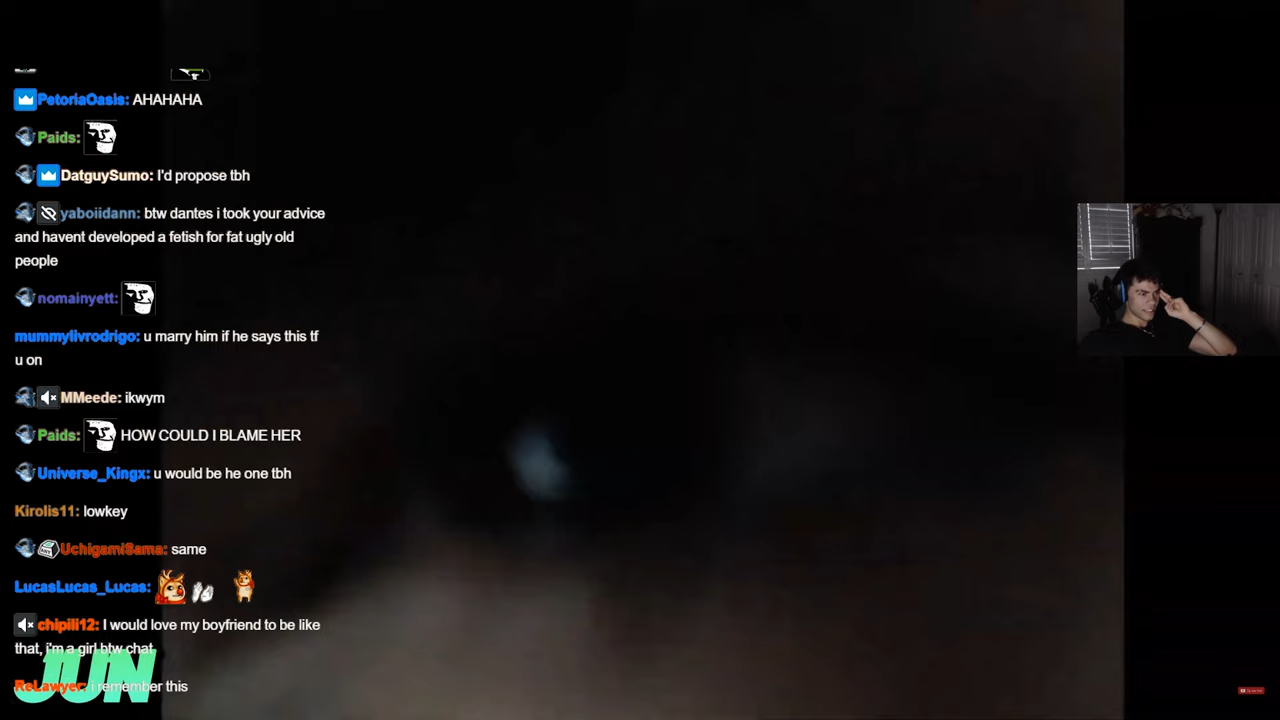 PetoriaOasis: AHAHAHA
Paids:
DatguySumo: I'd propose tbh
yaboiidann: btw dantes i took your advice
and havent developed a fetish for fat ugly old
people
nomainyett:
mummylivrodrigo: u marry him if he says this tf
u on
MMeede: ikwym
Paids: HOW COULD I BLAME HER
Universe_Kingx: u would be he one tbh
Kirolis11: lowkey
UchigamiSama: same
LucasLucas_Lucas:
chipili12: I would love my boyfriend to be like
that, i'm a girl btw chat
JUN
ReLawyer: i remember this